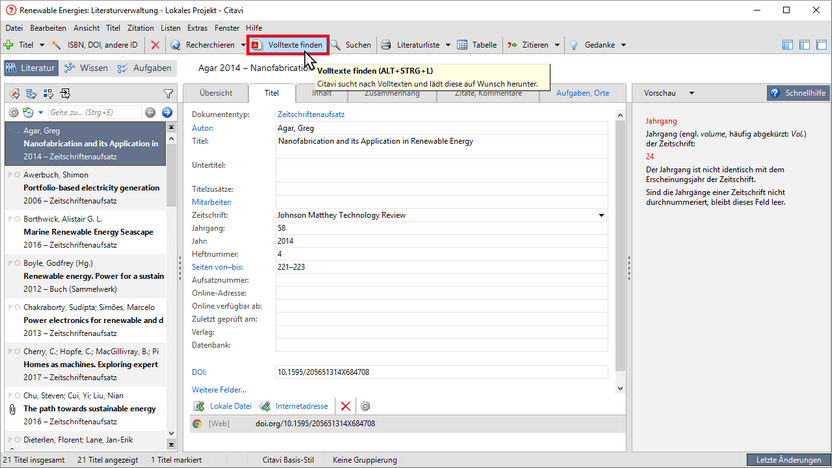 Renewable Energies: Literaturverwaltung - Lokales Projekt - Citavi
Datei Bearbeiten Ansicht Titel Zitation Listen Extras Fenster Hilfe
Titel ISBN, DOI, andere ID Recherchieren Volltexte finden Suchen Literaturliste Tabelle Zitieren Gedanke
Literatur Wissen Aufgaben
Agar 2014 – Nanofabrication
Volltexte finden (ALT+STRG+L)
Citavi sucht nach Volltexten und lädt diese auf Wunsch herunter.
Übersicht Titel Inhalt Zusammenhang Zitate, Kommentare Aufgaben, Orte
Vorschau Schnellhilfe
Gehe zu... (Strg+E)
Agar, Greg
Nanofabrication and its Application in
2014 – Zeitschriftenaufsatz
Awerbuch, Shimon
Portfolio-based electricity generation
2006 – Zeitschriftenaufsatz
Borthwick, Alistair G. L.
Marine Renewable Energy Seascape
2016 – Zeitschriftenaufsatz
Boyle, Godfrey (Hg.)
Renewable energy. Power for a sustain
2012 – Buch (Sammelwerk)
Chakraborty, Sudipta; Simões, Marcelo
Power electronics for renewable and d
2013 – Zeitschriftenaufsatz
Cherry, C.; Hopfe, C.; MacGillivray, B.; Pi
Homes as machines. Exploring expert
2017 – Zeitschriftenaufsatz
Chu, Steven; Cui, Yi; Liu, Nian
The path towards sustainable energy
2016 – Zeitschriftenaufsatz
Dieterlen, Florent; Lane, Jan-Erik
Dokumententyp: Zeitschriftenaufsatz
Autor: Agar, Greg
Titel: Nanofabrication and its Application in Renewable Energy
Untertitel:
Titelzusätze:
Mitarbeiter:
Zeitschrift: Johnson Matthey Technology Review
Jahrgang: 58
Jahr: 2014
Heftnummer: 4
Seiten von–bis: 221–223
Aufsatznummer:
Online-Adresse:
Online verfügbar ab:
Zuletzt geprüft am:
Verlag:
Datenbank:
DOI: 10.1595/205651314X684708
Weitere Felder...
Lokale Datei Internetadresse
[Web] doi.org/10.1595/205651314X684708
Jahrgang
Jahrgang (engl. volume, häufig abgekürzt: Vol.)
der Zeitschrift:
24
Der Jahrgang ist nicht identisch mit dem
Erscheinungsjahr der Zeitschrift.
Sind die Jahrgänge einer Zeitschrift nicht
durchnummeriert, bleibt dieses Feld leer.
21 Titel insgesamt 21 Titel angezeigt 1 Titel markiert Citavi Basis-Stil Keine Gruppierung Letzte Änderungen